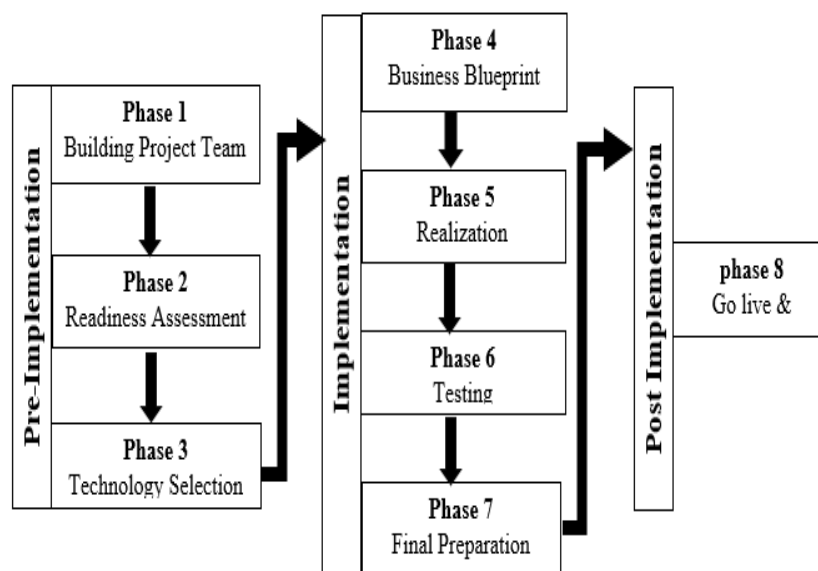 Pre-Implementation
Phase 1
Building Project Team
Phase 2
Readiness Assessment
Phase 3
Technology Selection
Implementation
Phase 4
Business Blueprint
Phase 5
Realization
Phase 6
Testing
Phase 7
Final Preparation
Post Implementation
phase 8
Go live &